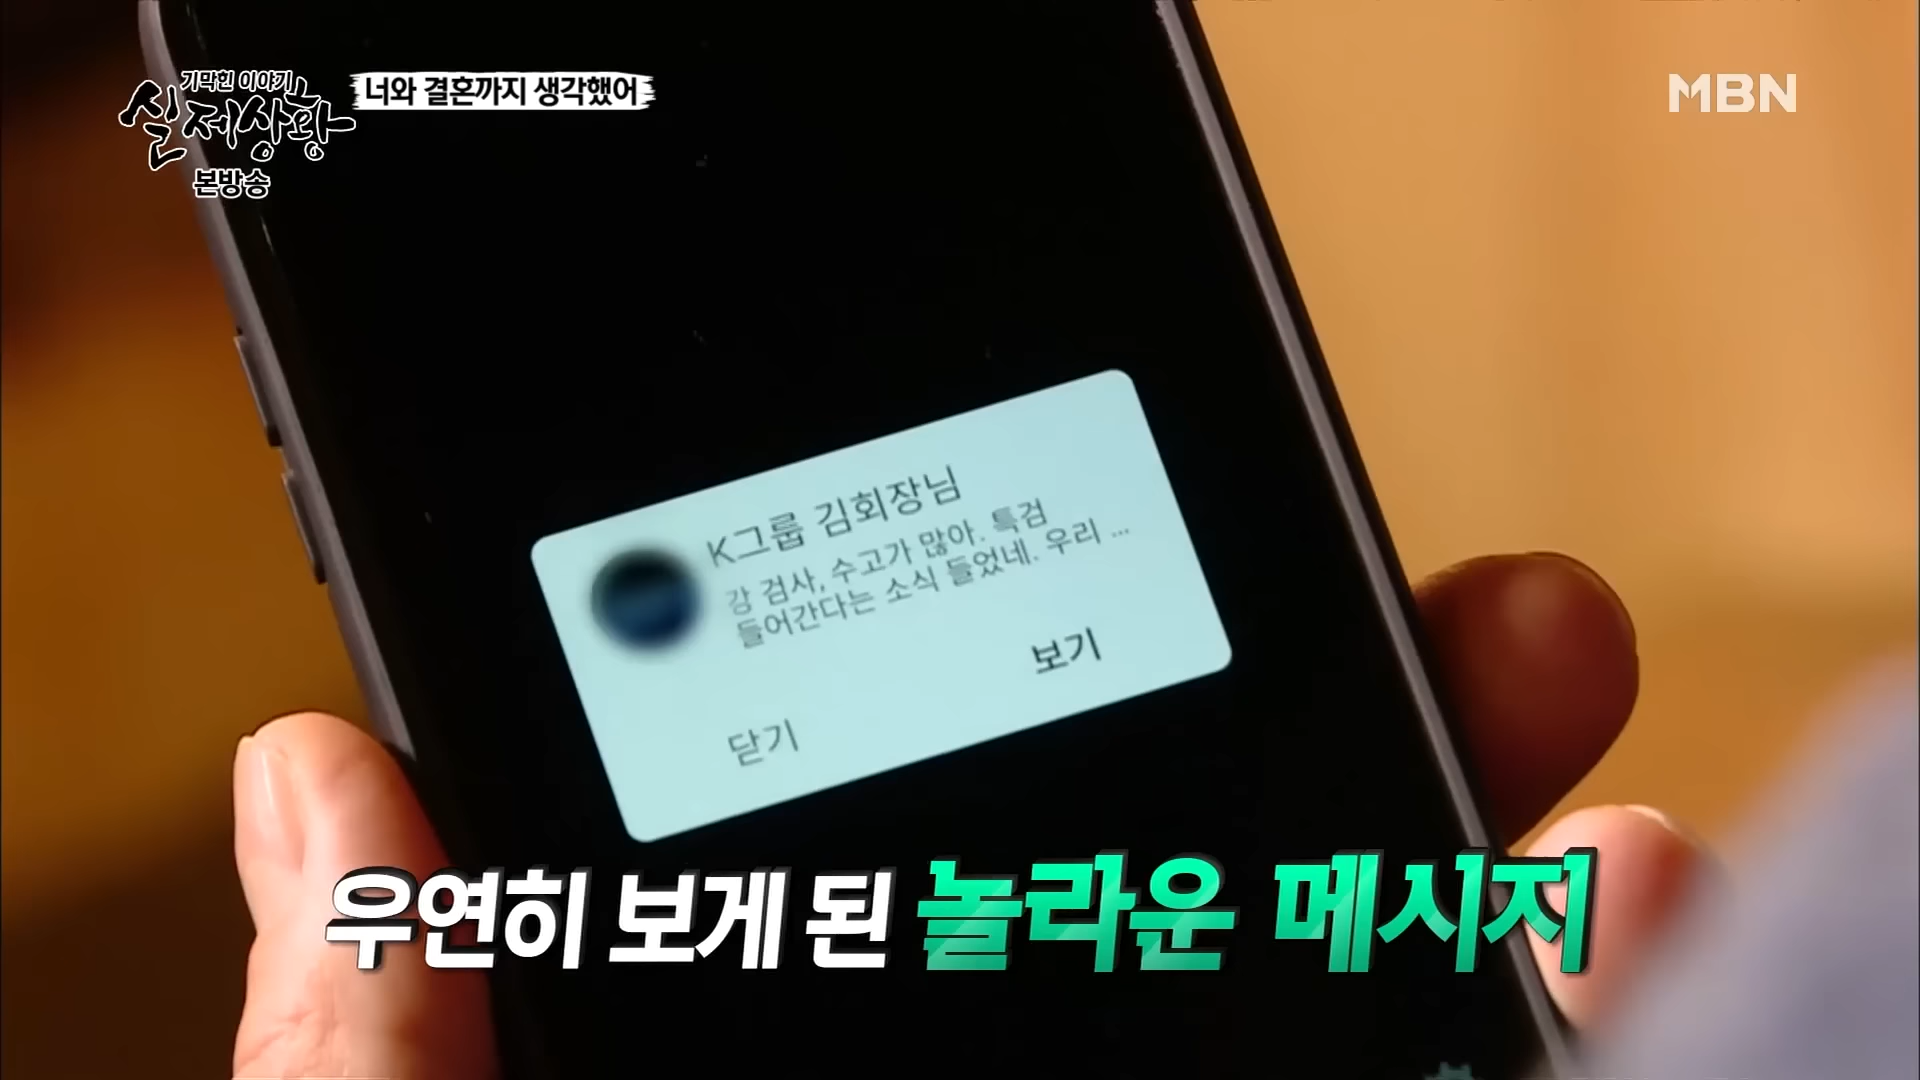 기막힌 이야기
실제상황
본방송
너와 결혼까지 생각했어
MBN
K그룹 김회장님
강 검사, 수고가 많아. 특검
들어간다는 소식 들었네. 우리 ...
보기
닫기
우연히 보게 된 놀라운 메시지